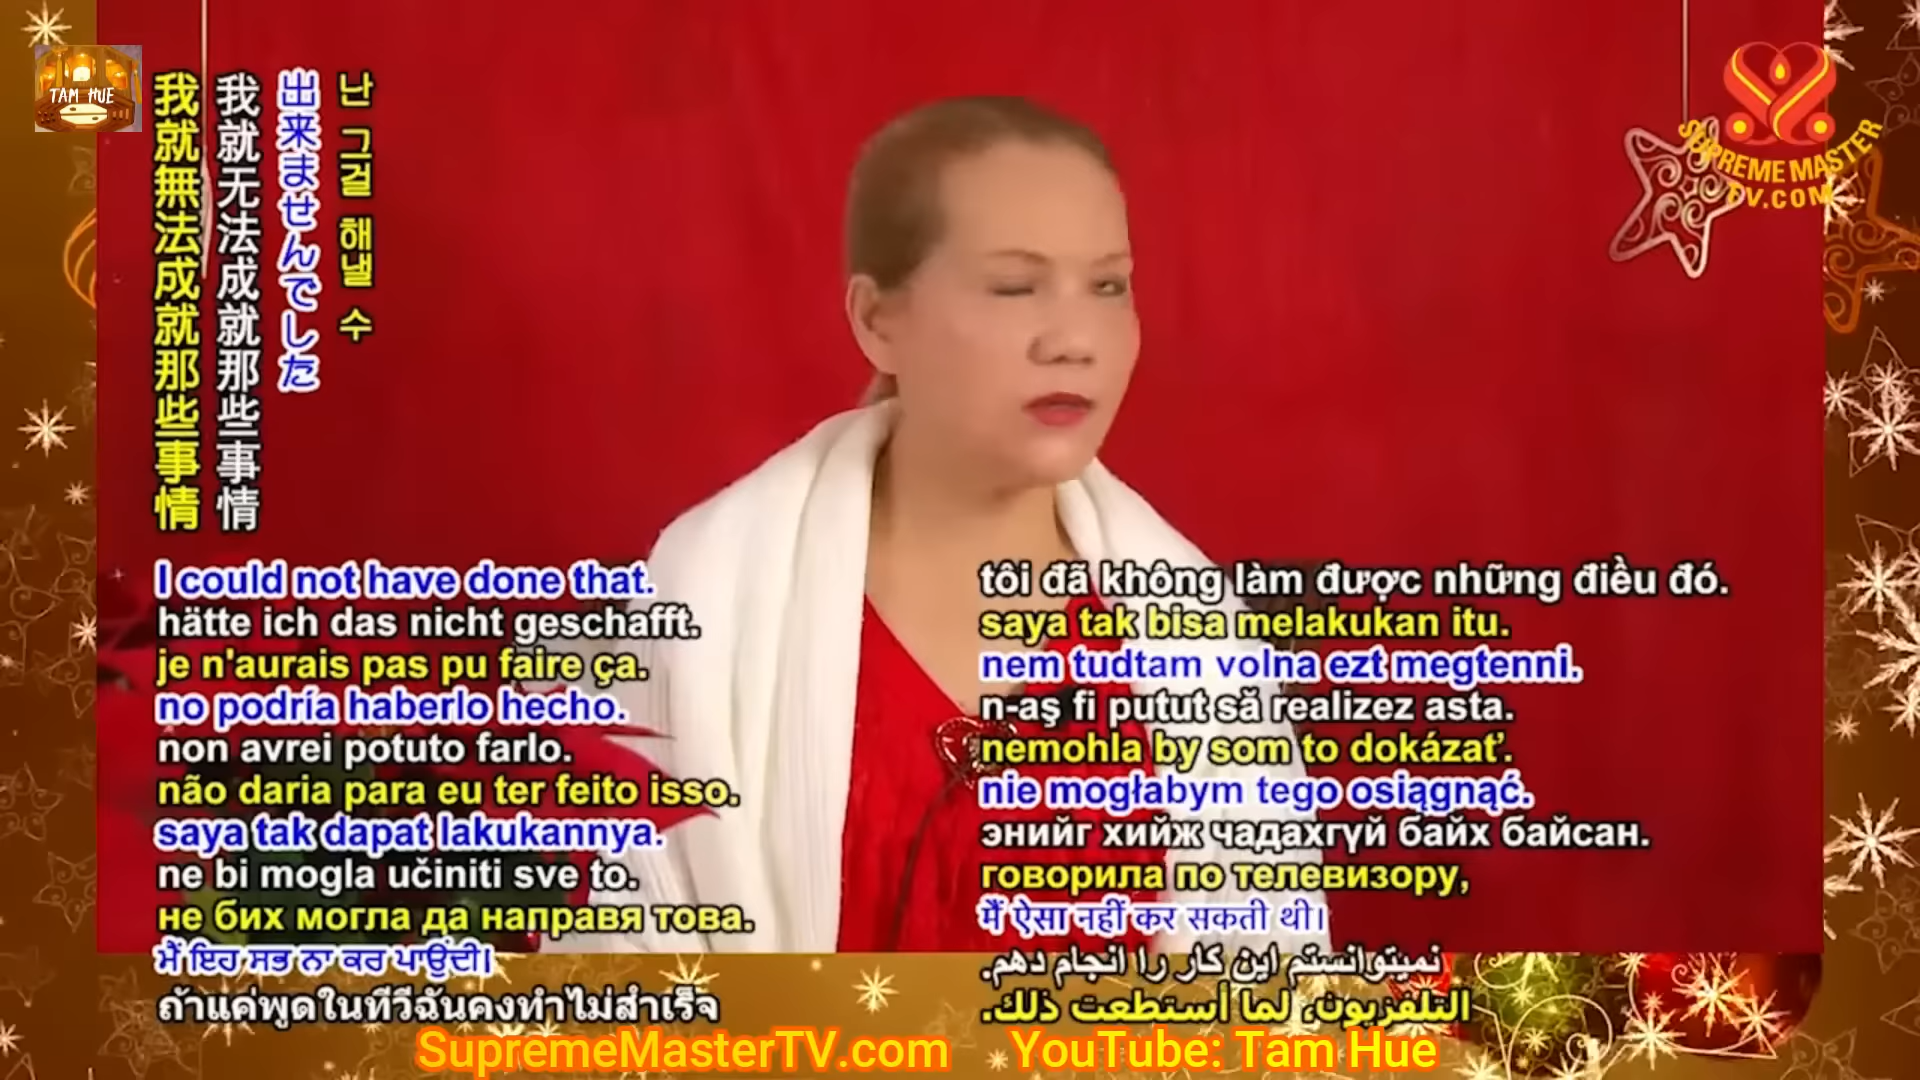 TAM HUE
SUPREME MASTER
TV.COM
我就無法成就那些事情
我就无法成就那些事情
出来ませんでした
난 그걸 해낼 수
I could not have done that.
hätte ich das nicht geschafft.
je n'aurais pas pu faire ça.
no podría haberlo hecho.
non avrei potuto farlo.
não daria para eu ter feito isso.
saya tak dapat lakukannya.
ne bi mogla učiniti sve to.
не бих могла да направя това.
ਮੈਂ ਇਹ ਸਭ ਨਾ ਕਰ ਪਾਉਂਦੀ।
ถ้าแค่พูดในทีวีฉันคงทำไม่สำเร็จ
tôi đã không làm được những điều đó.
saya tak bisa melakukan itu.
nem tudtam volna ezt megtenni.
n-aş fi putut să realizez asta.
nemohla by som to dokázať.
nie mogłabym tego osiągnąć.
энийг хийж чадахгүй байх байсан.
говорила по телевизору,
मैं ऐसा नहीं कर सकती थी।
نمیتوانستم این کار را انجام دهم.
التلفزيون، لما أستطعت ذلك.
SupremeMasterTV.com YouTube: Tam Hue